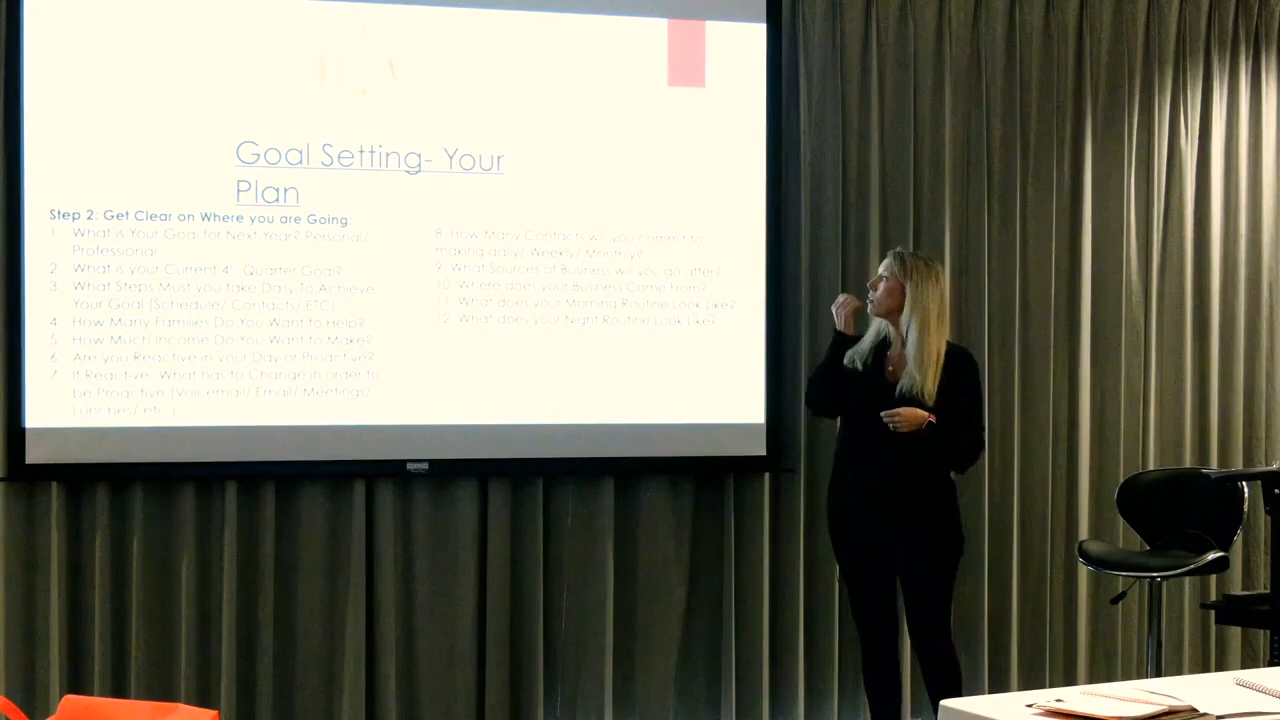 Goal Setting- Your
Plan
Step 2: Get Clear on Where you are Going:
1 What is Your Goal for Next Year? Personal/
Professional
2 What is your Current 4 Quarter Goal?
3 What Steps Must you take Daily To Achieve
Your Goal (Schedule/ Contacts/ ETC)
4 How Many Families Do You Want to Help?
5 How Much Income Do You Want to Make?
6 Are you Reactive in your Day or Proactive?
7 If Reactive, What has to Change in order to
be Proactive (Voicemail/ Email/ Meetings/
Lunches/ etc.)
8. How Many Contacts will you commit to
making daily/ Weekly/ Monthly?
9. What Sources of Business will you go after?
10. Where does your Business Come From?
11. What does your Morning Routine Look Like?
12. What does your Night Routine Look Like?